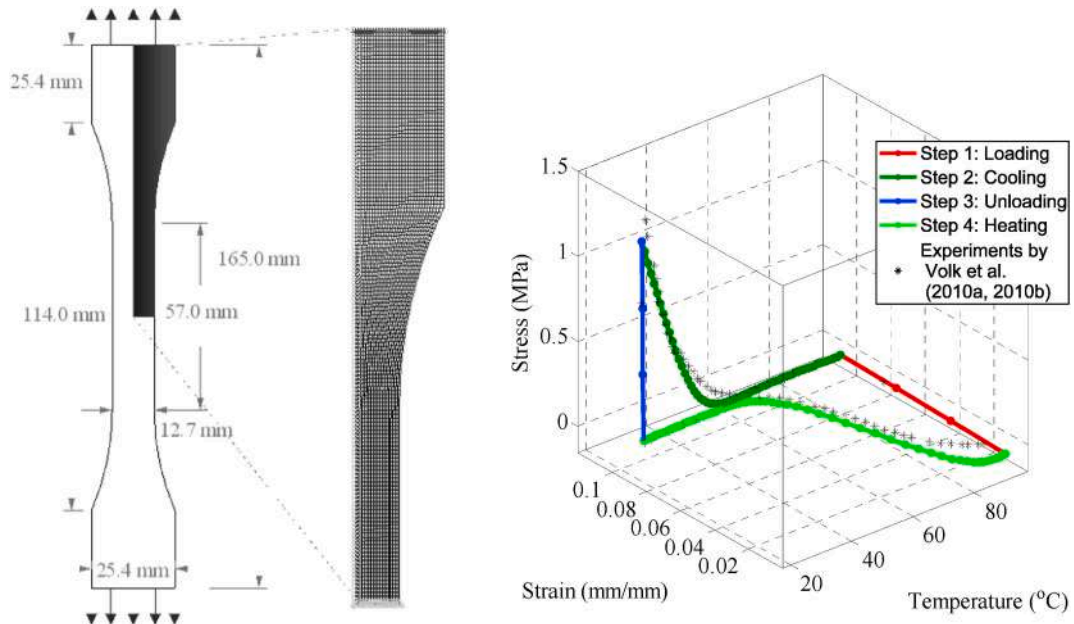 25.4 mm
165.0 mm
114.0 mm
57.0 mm
12.7 mm
25.4 mm
1.5
1
0.5
0
Stress (MPa)
0.1
0.08
0.06
0.04
0.02
Strain (mm/mm)
20
40
60
80
Temperature (°C)
Step 1: Loading
Step 2: Cooling
Step 3: Unloading
Step 4: Heating
Experiments by
Volk et al.
(2010a, 2010b)